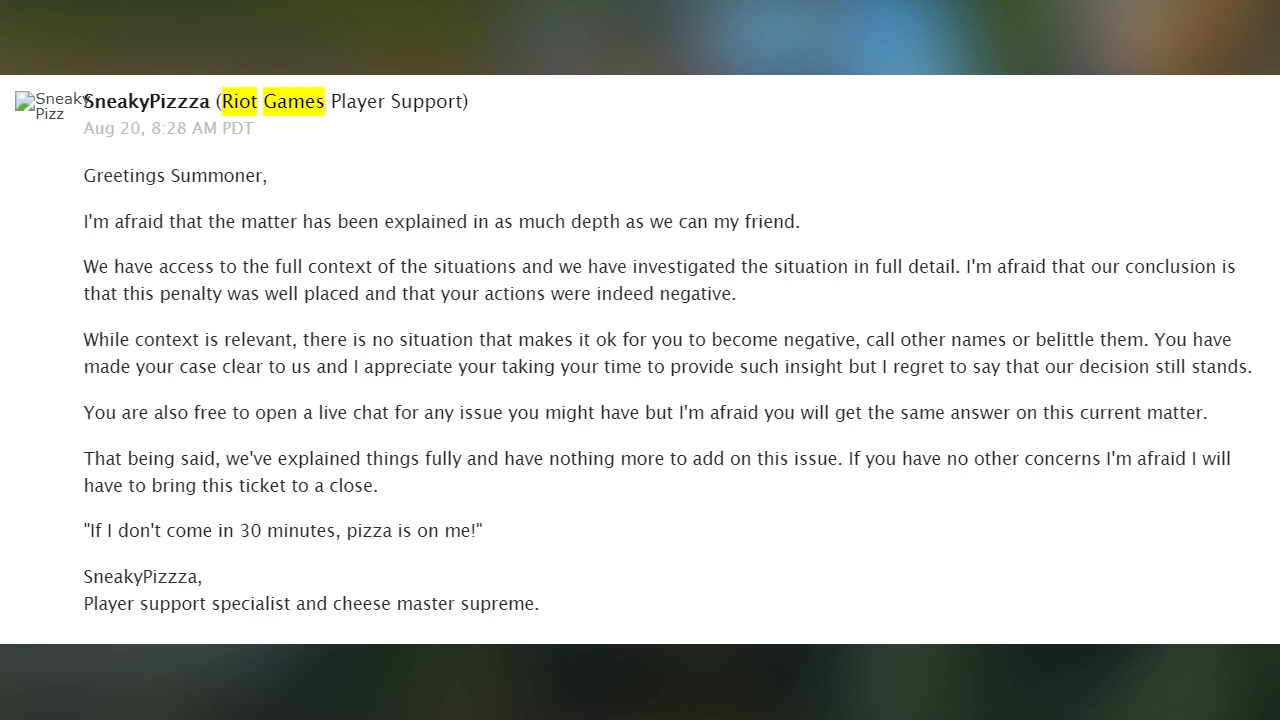 Sneaky
Pizz
SneakyPizzza (Riot Games Player Support)
Aug 20, 8:28 AM PDT
Greetings Summoner,
I'm afraid that the matter has been explained in as much depth as we can my friend.
We have access to the full context of the situations and we have investigated the situation in full detail. I'm afraid that our conclusion is
that this penalty was well placed and that your actions were indeed negative.
While context is relevant, there is no situation that makes it ok for you to become negative, call other names or belittle them. You have
made your case clear to us and I appreciate your taking your time to provide such insight but I regret to say that our decision still stands.
You are also free to open a live chat for any issue you might have but I'm afraid you will get the same answer on this current matter.
That being said, we've explained things fully and have nothing more to add on this issue. If you have no other concerns I'm afraid I will
have to bring this ticket to a close.
"If I don't come in 30 minutes, pizza is on me!"
SneakyPizzza,
Player support specialist and cheese master supreme.